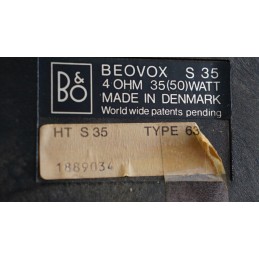 B&O
BEOVOX S 35
4 OHM 35(50)WATT
MADE IN DENMARK
World wide patents pending
HT S 35 TYPE 63
1889034